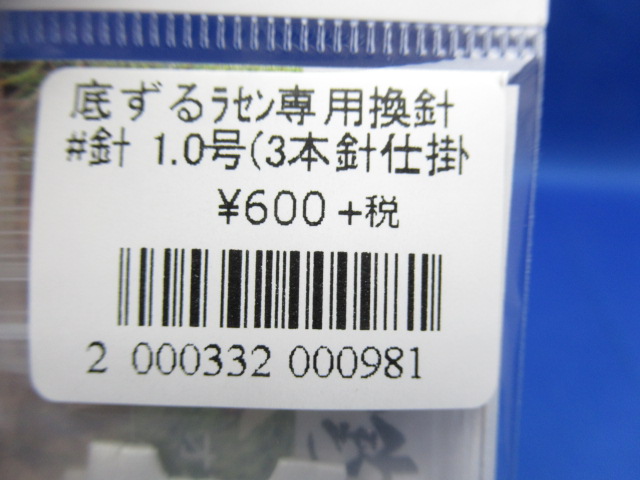 底ずるﾗｾﾝ専用換針
#針 1.0号(3本針仕掛
¥600 +税
2 000332 000981